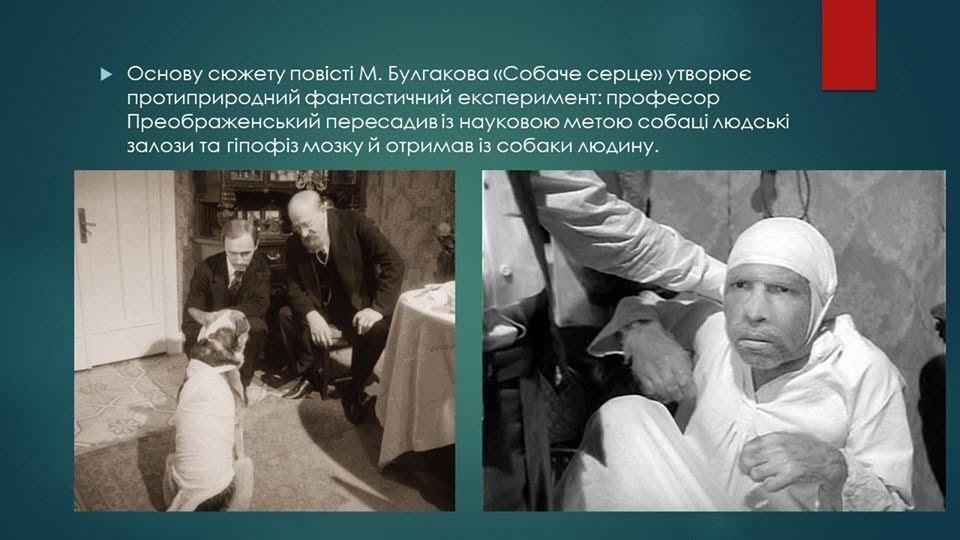 Основу сюжету повісті М. Булгакова «Собаче серце» утворює
протиприродний фантастичний експеримент: професор
Преображенський пересадив із науковою метою собаці людські
залози та гіпофіз мозку й отримав із собаки людину.